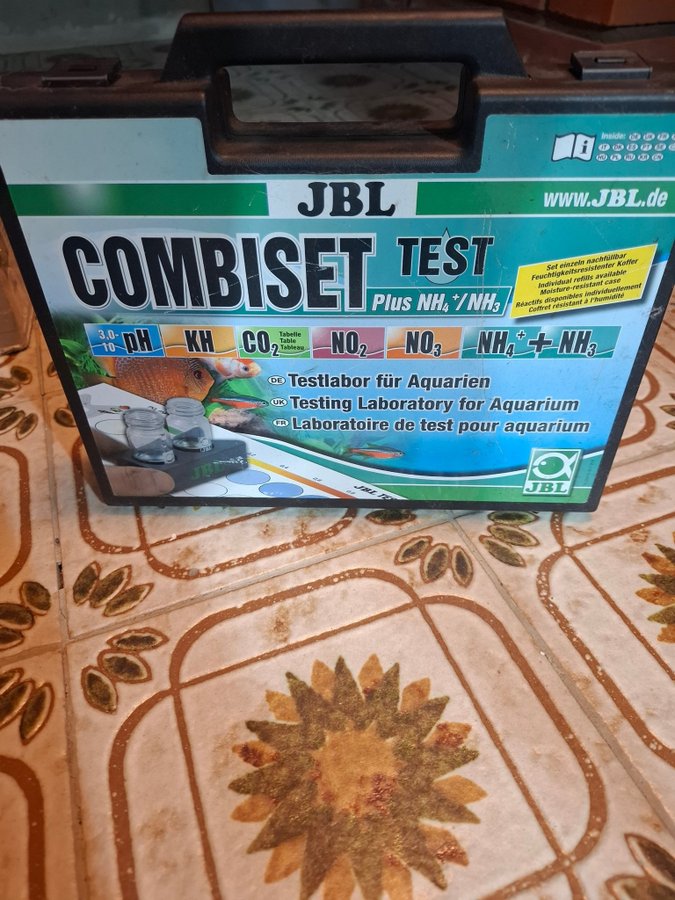 Inside:
JBL
www.JBL.de
COMBISET TEST
Plus NH₄⁺/NH₃
Set einzeln nachfüllbar
Feuchtigkeitsresistenter Koffer
Individual refills available
Moisture-resistant case
Réactifs disponibles individuellement
Coffret résistant à l'humidité
3,0-
10 pH
KH
CO₂ Tabelle
Table
Tableau
NO₂
NO₃
NH₄⁺ + NH₃
DE Testlabor für Aquarien
UK Testing Laboratory for Aquarium
FR Laboratoire de test pour aquarium
JBL
JBL TES
JBL